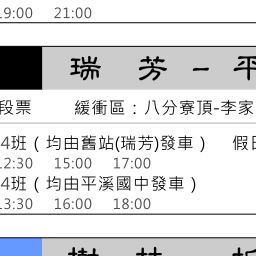 19:00 21:00
瑞 芳 – 平
段票 緩衝區：八分寮頂-李家
4班（均由舊站(瑞芳)發車） 假日
12:30 15:00 17:00
4班（均由平溪國中發車）
13:30 16:00 18:00